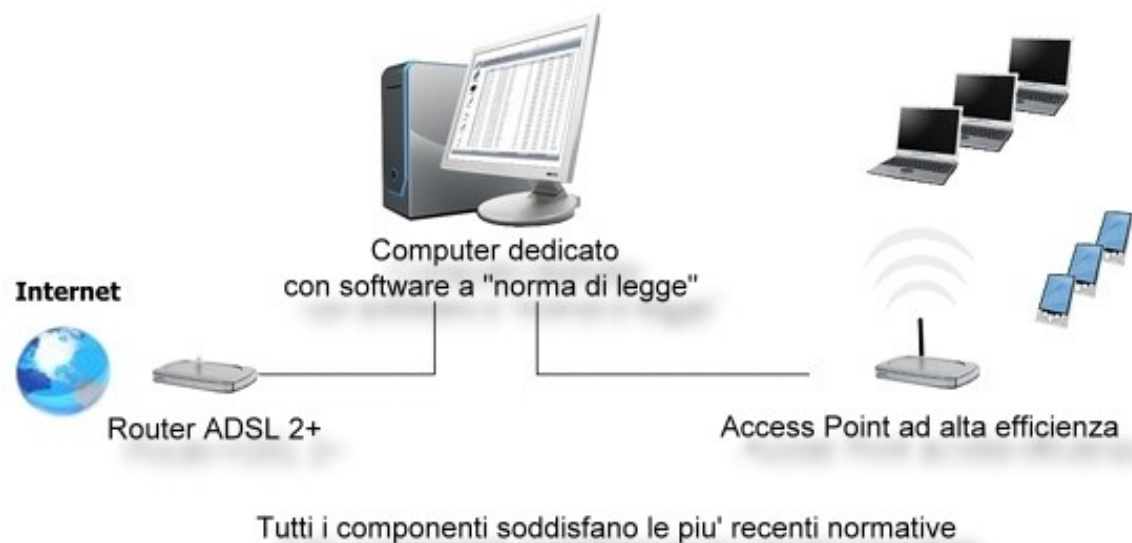 Computer dedicato
con software a "norma di legge"
Internet
Router ADSL 2+
Access Point ad alta efficienza
Tutti i componenti soddisfano le piu' recenti normative